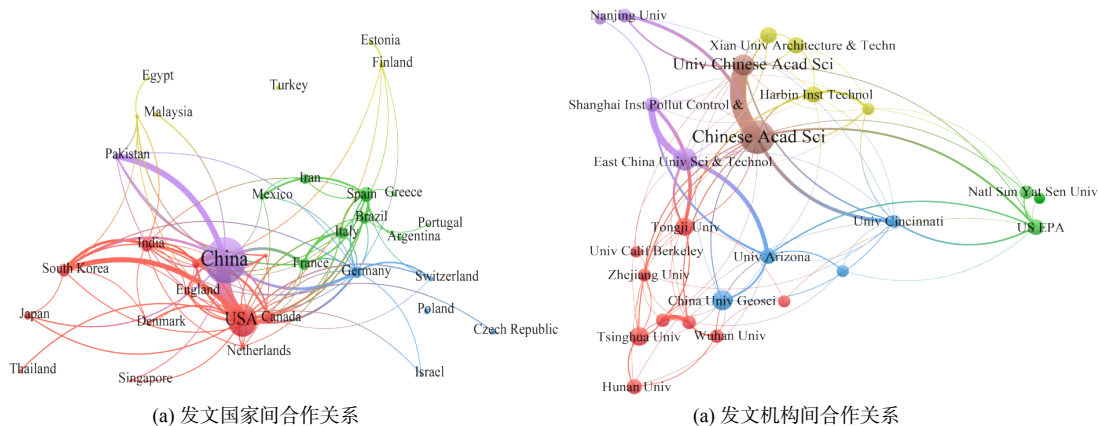 Estonia
Finland
Egypt
Turkey
Malaysia
Pakistan
Iran
Mexico
Spain
Greece
Brazil
Portugal
Italy
Argentina
India
China
France
South Korea
Germany
Switzerland
England
USA
Canada
Poland
Japan
Denmark
Czech Republic
Netherlands
Thailand
Singapore
Israel
(a) 发文国家间合作关系
Nanjing Univ
Xian Univ Architecture & Techn
Univ Chinese Acad Sci
Harbin Inst Technol
Shanghai Inst Pollut Control &
Chinese Acad Sci
East China Univ Sci & Technol
Natl Sun Yat Sen Univ
Univ Cincinnati
US EPA
Tongji Univ
Univ Calif Berkeley
Univ Arizona
Zhejiang Univ
China Univ Geosci
Tsinghua Univ
Wuhan Univ
Hunan Univ
(a) 发文机构间合作关系